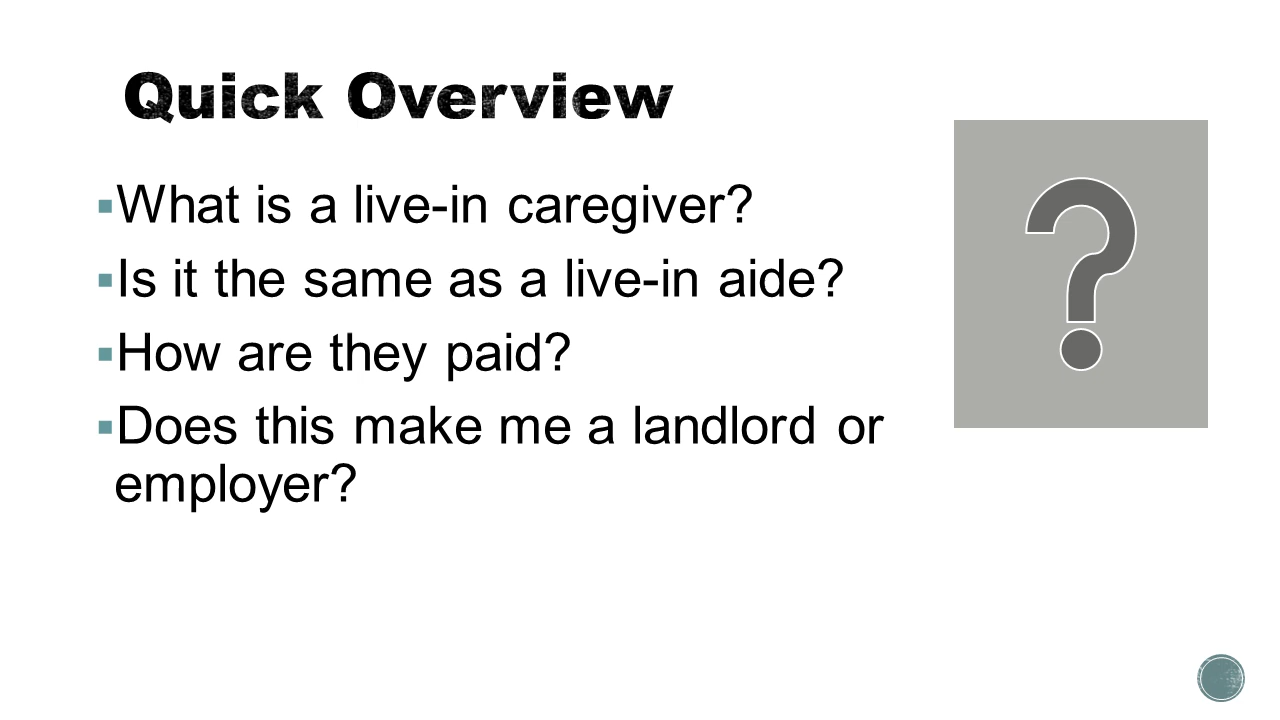 Quick Overview
▪What is a live-in caregiver?
▪Is it the same as a live-in aide?
▪How are they paid?
▪Does this make me a landlord or
employer?
?